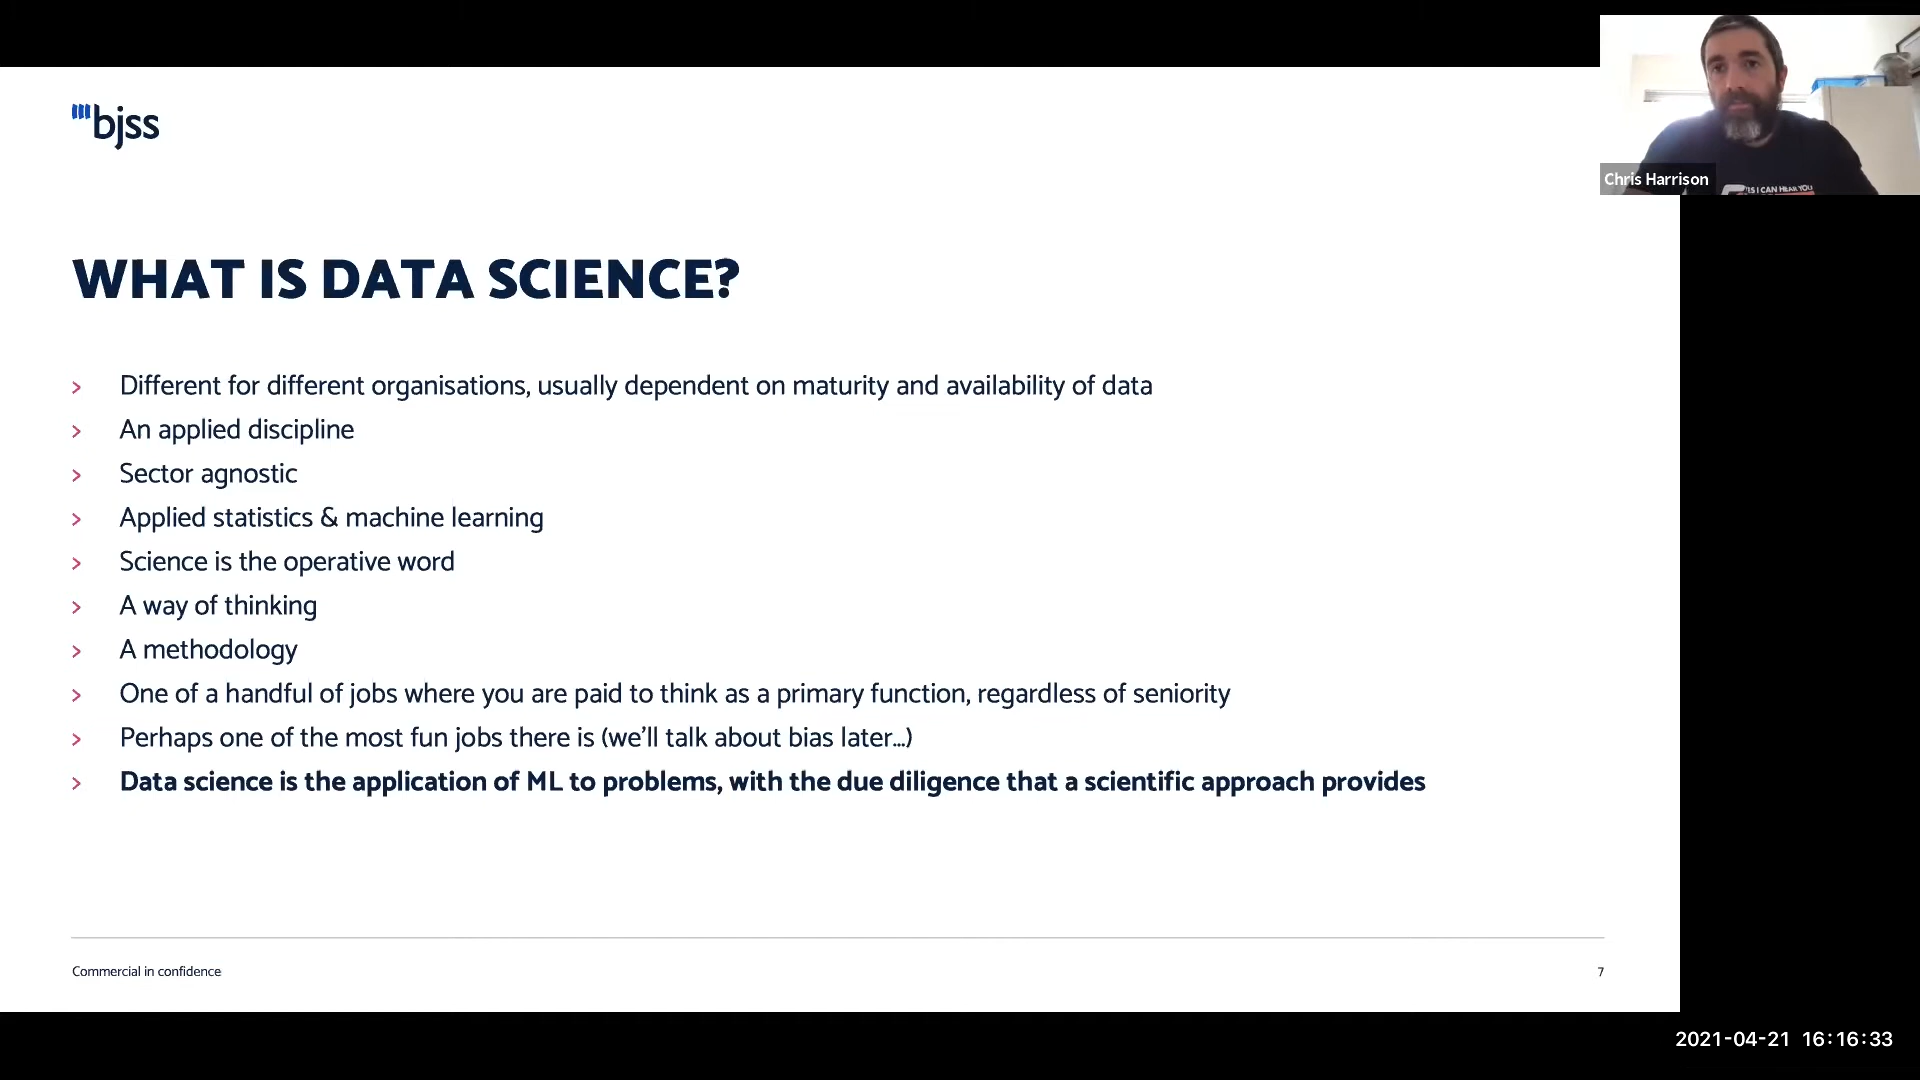 bjss
Chris Harrison
YES I CAN HEAR YOU
WHAT IS DATA SCIENCE?
> Different for different organisations, usually dependent on maturity and availability of data
> An applied discipline
> Sector agnostic
> Applied statistics & machine learning
> Science is the operative word
> A way of thinking
> A methodology
> One of a handful of jobs where you are paid to think as a primary function, regardless of seniority
> Perhaps one of the most fun jobs there is (we'll talk about bias later...)
> Data science is the application of ML to problems, with the due diligence that a scientific approach provides
Commercial in confidence
7
2021-04-21 16:16:33